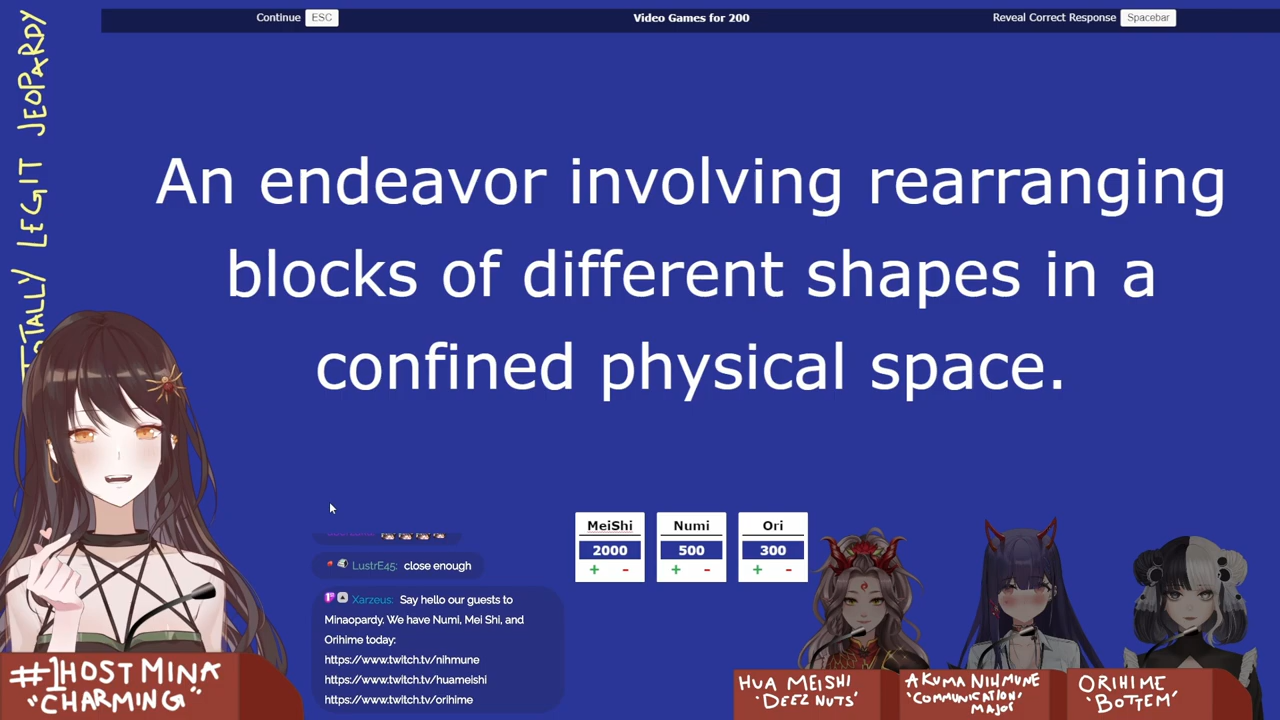 Continue ESC
Video Games for 200
Reveal Correct Response Spacebar
TOTALLY LEGIT JEOPARDY
An endeavor involving rearranging
blocks of different shapes in a
confined physical space.
MeiShi
2000
+ -
Numi
500
+ -
Ori
300
+ -
LustrE45: close enough
Xarzeus: Say hello our guests to
Minaopardy. We have Numi, Mei Shi, and
Orihime today:
https://www.twitch.tv/nihmune
https://www.twitch.tv/huameishi
https://www.twitch.tv/orihime
#1HOST MINA
"CHARMING"
HUA MEISHI
'DEEZ NUTS'
AKUMA NIHMUNE
"COMMUNICATION"
MAJOR
ORIHIME
"BOTTEM"